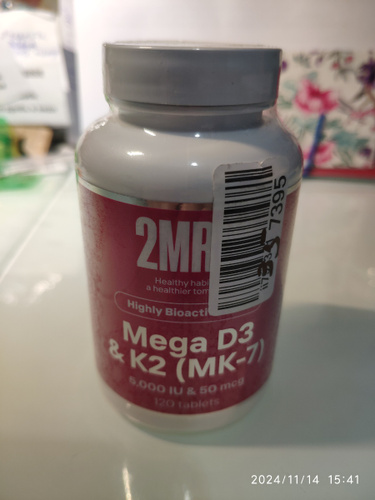 2MR
Healthy habi
a healthier tom
Highly Bioacti
Mega D3
& K2 (MK-7)
5,000 IU & 50 mcg
120 tablets
7395
2024/11/14 15:41